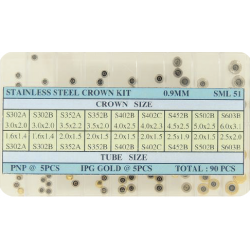 STAINLESS STEEL CROWN KIT 0.9MM SML 51
CROWN SIZE
S302A S302B S352A S352B S402B S402C S452B S502B S603B
3.0x2.0 3.0x2.2 3.5x2.0 3.5x2.0 4.0x2.0 4.0x2.3 4.5x2.5 5.0x2.5 6.0x3.0
1.6x1.4 1.6x1.4 2.0x1.5 2.0x1.5 2.0x1.5 2.0x1.5 2.0x1.5 2.0x1.5 2.0x1.5
S302A S302B S352A S352B S402B S402C S452B S502B S603B
TUBE SIZE
PNP @ 5PCS IPG GOLD @ 5PCS TOTAL : 90 PCS